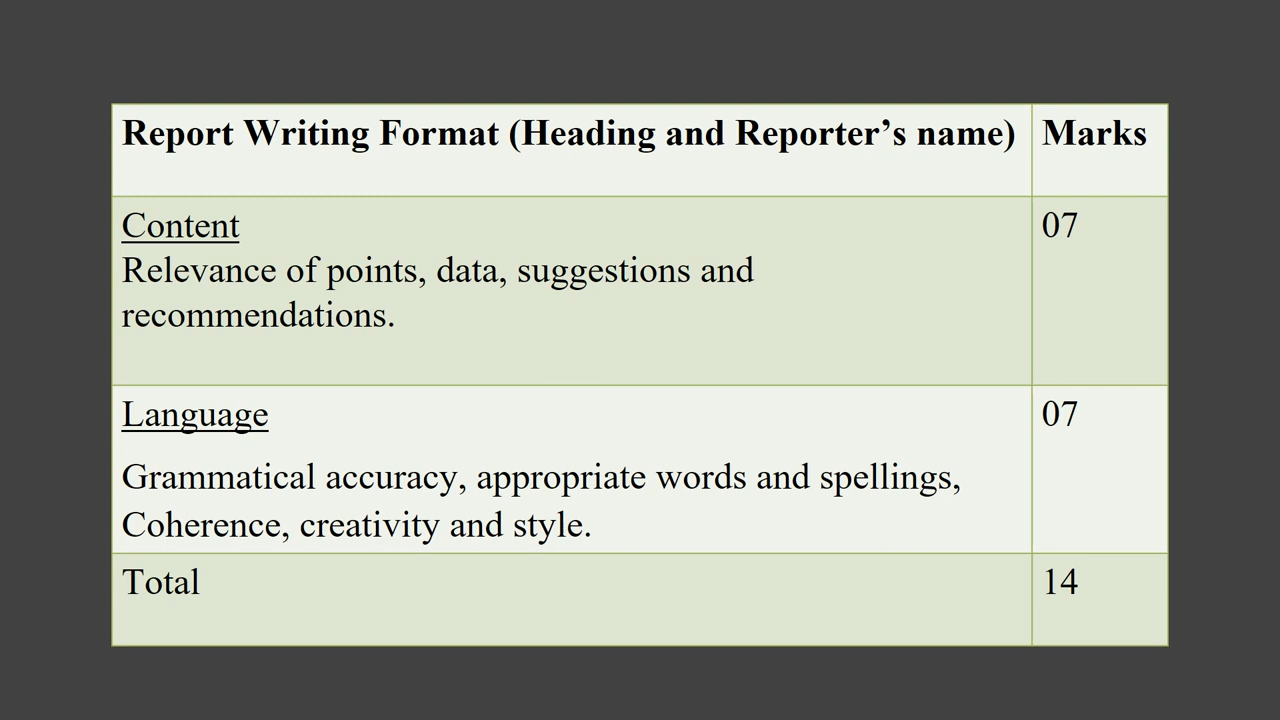 Report Writing Format (Heading and Reporter’s name) Marks
Content 07
Relevance of points, data, suggestions and
recommendations.
Language 07
Grammatical accuracy, appropriate words and spellings,
Coherence, creativity and style.
Total 14